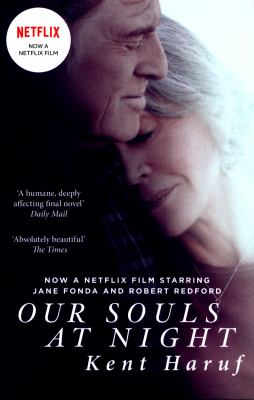 NETFLIX
NOW A
NETFLIX FILM
‘A humane, deeply
affecting final novel’
Daily Mail
‘Absolutely beautiful’
The Times
NOW A NETFLIX FILM STARRING
JANE FONDA AND ROBERT REDFORD
OUR SOULS
AT NIGHT
Kent Haruf